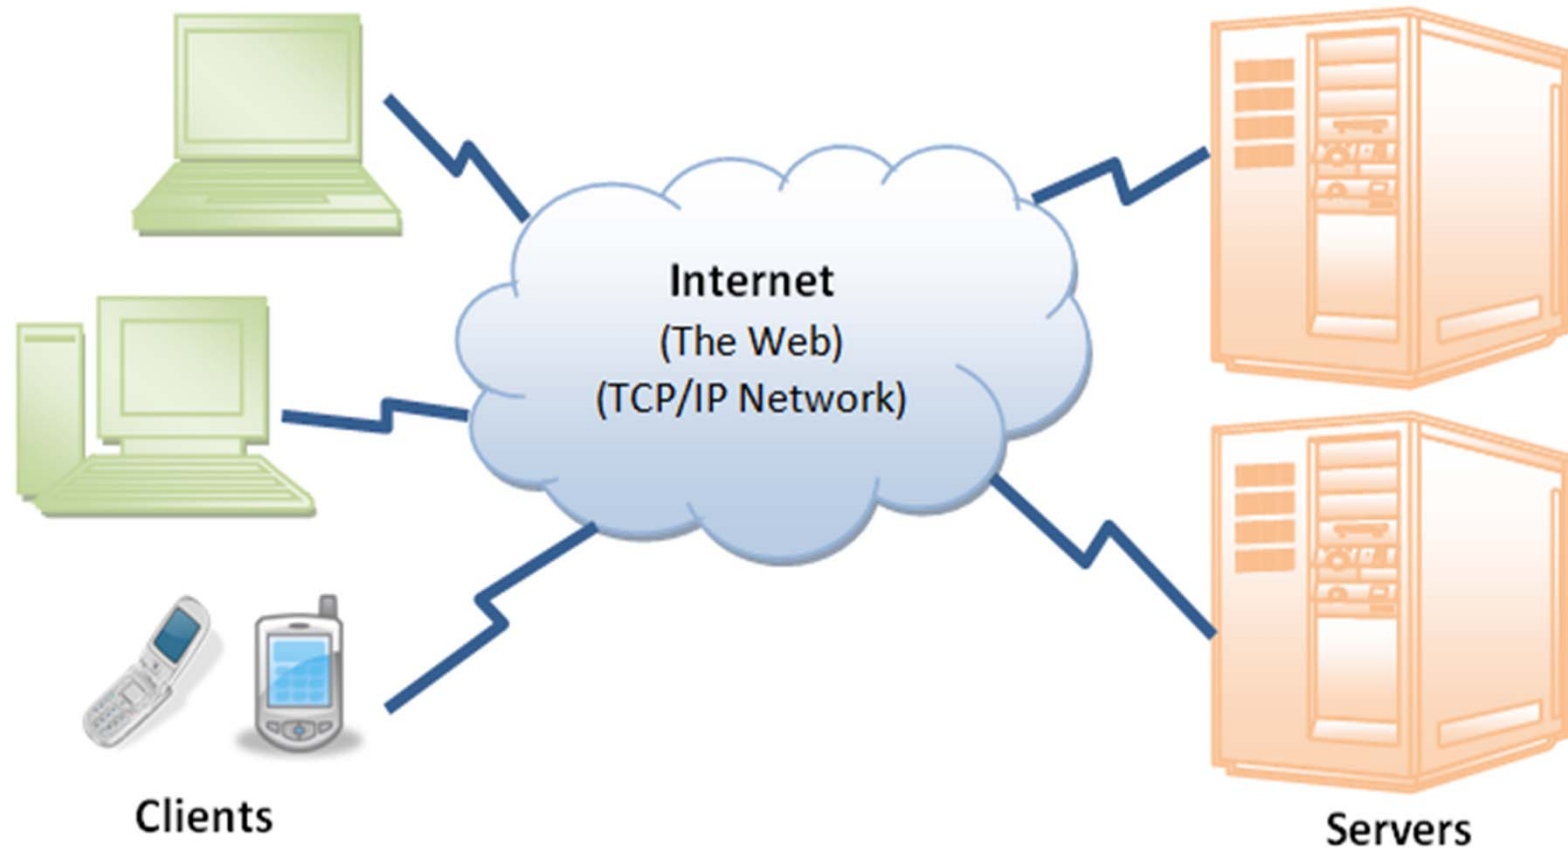 Internet
(The Web)
(TCP/IP Network)
Clients
Servers